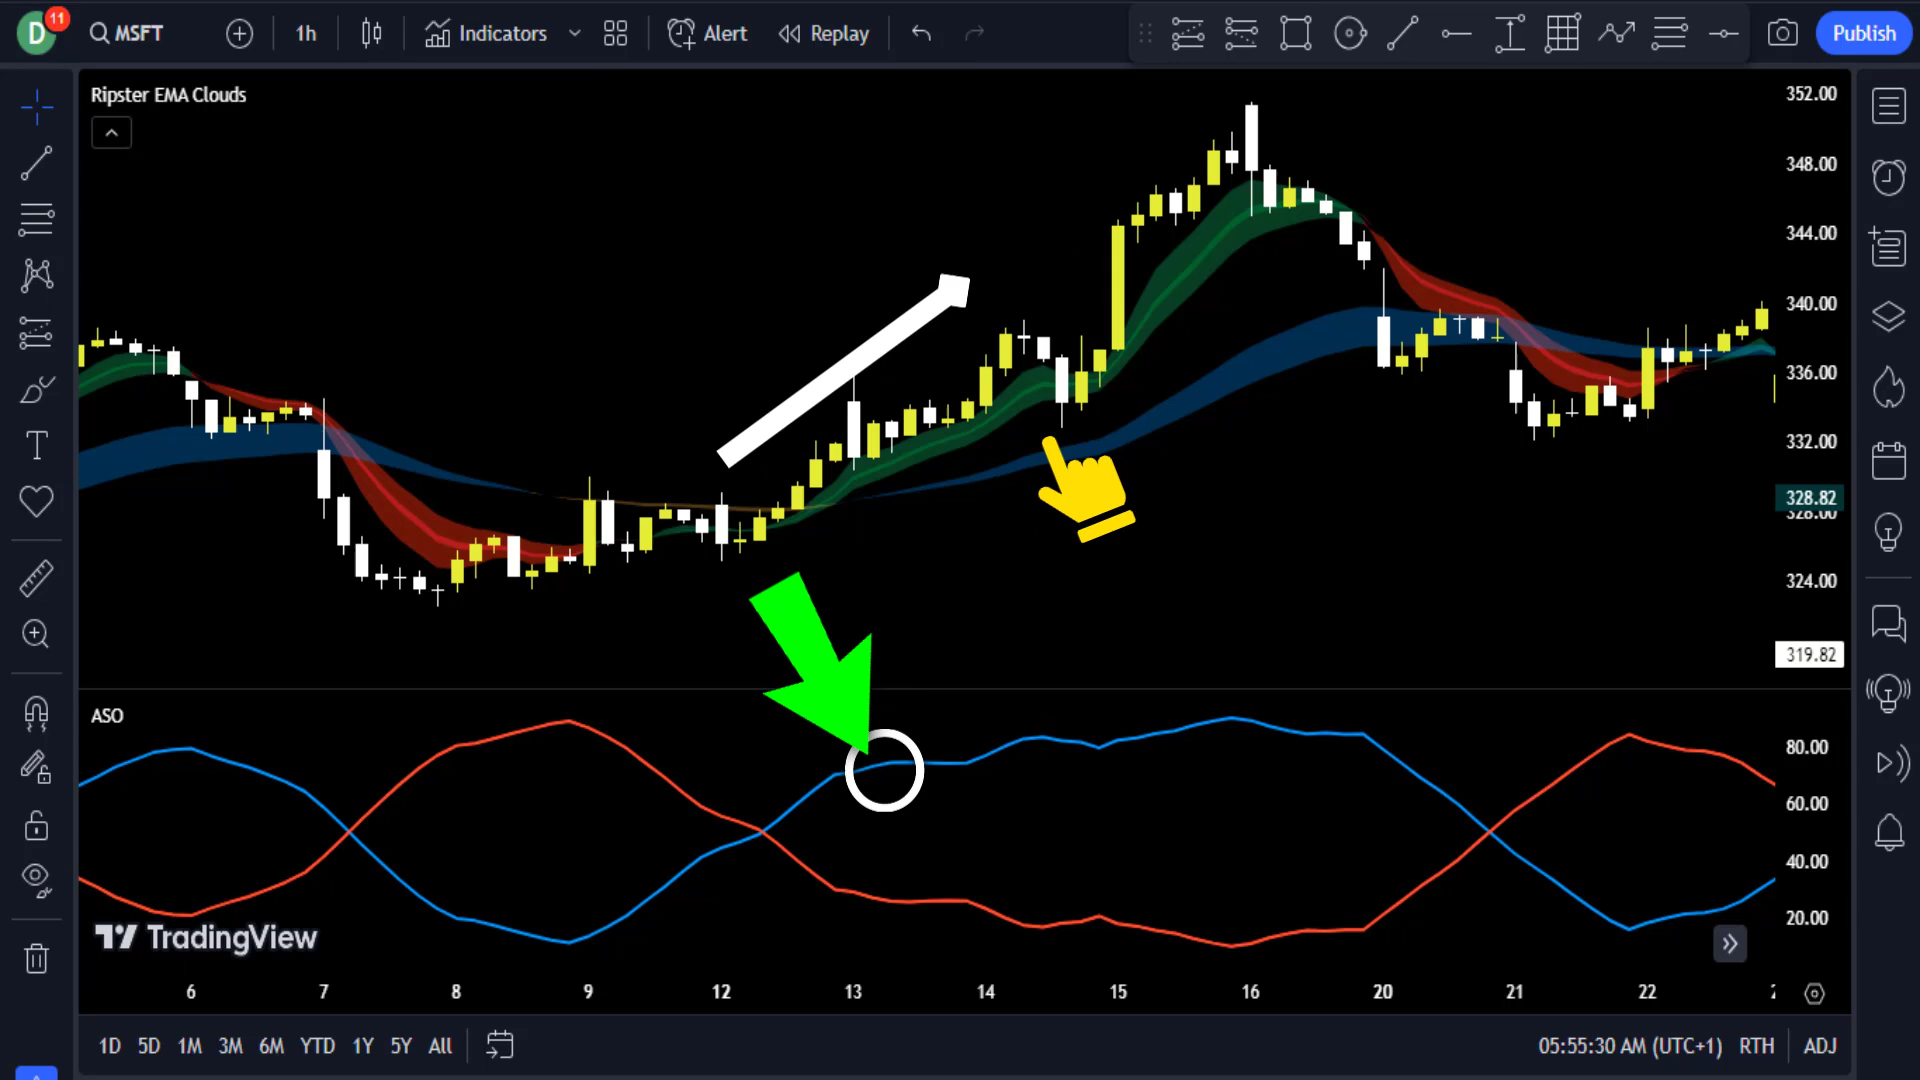 D 11 MSFT 1h Indicators Alert Replay Publish
Ripster EMA Clouds
352.00
348.00
344.00
340.00
336.00
332.00
328.82
328.00
324.00
319.82
ASO
80.00
60.00
40.00
20.00
TradingView
6 7 8 9 12 13 14 15 16 20 21 22
1D 5D 1M 3M 6M YTD 1Y 5Y All 05:55:30 AM (UTC+1) RTH ADJ